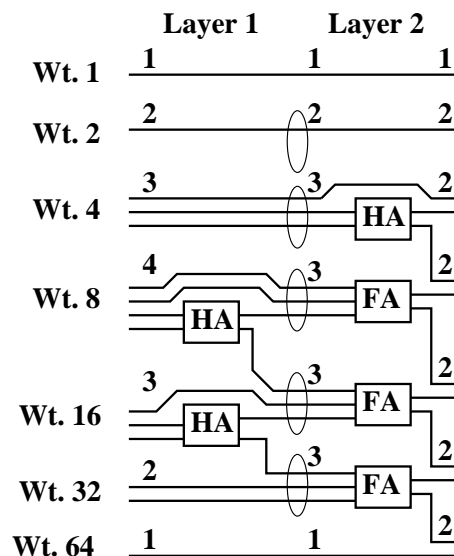 Layer 1 Layer 2
Wt. 1 1 1 1
Wt. 2 2 2 2
Wt. 4 3 3 2
HA
Wt. 8 4 3 2
HA FA
Wt. 16 3 3 2
HA FA
Wt. 32 2 3 2
FA
Wt. 64 1 1 2